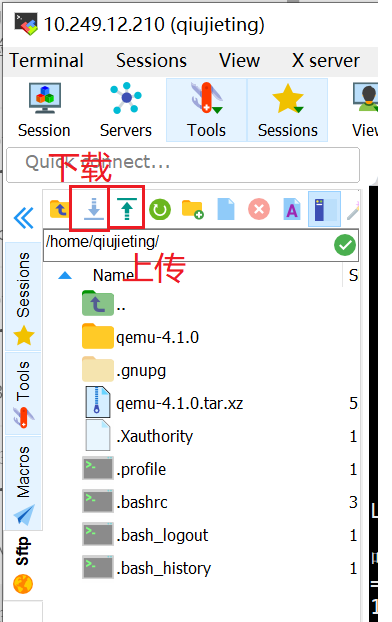 10.249.12.210 (qiujieting)
Terminal Sessions View X server
Session Servers Tools Sessions View
下载
Quick connect...
/home/qiujieting/
上传
Name S
..
qemu-4.1.0
.gnupg
qemu-4.1.0.tar.xz 5
.Xauthority 1
.profile 1
.bashrc 3
.bash_logout 1
.bash_history 1
Sessions
Tools
Macros
Sftp